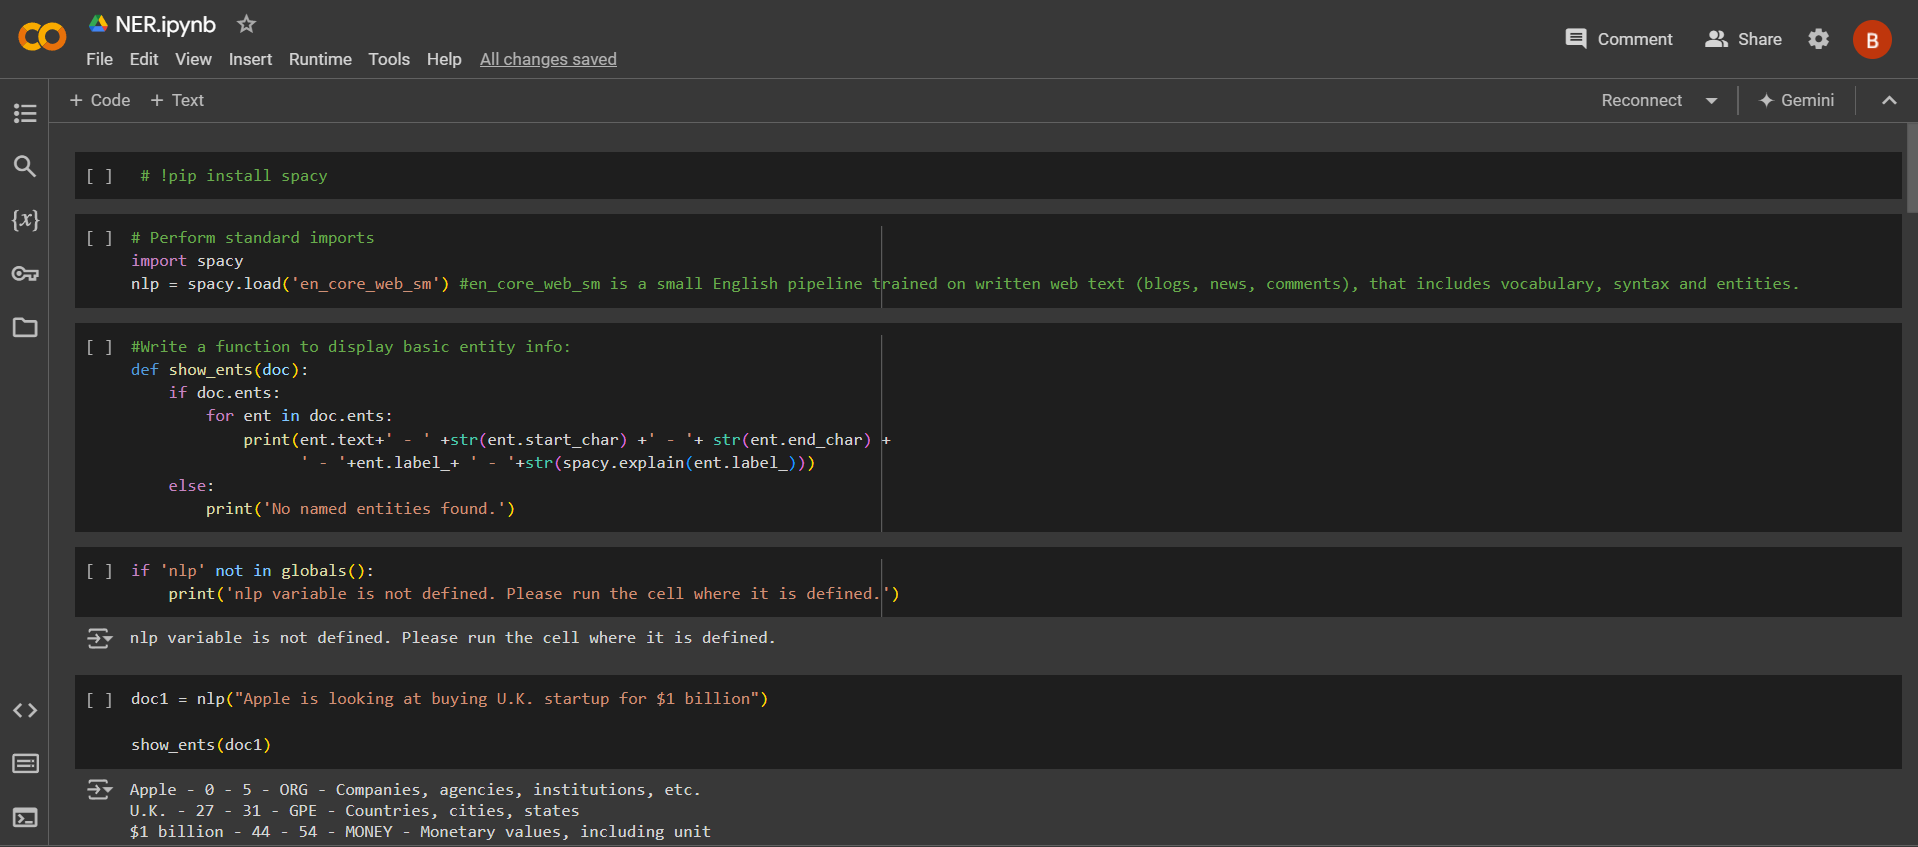 NER.ipynb
File Edit View Insert Runtime Tools Help All changes saved
Comment Share B
+ Code + Text
Reconnect Gemini
[ ] # !pip install spacy
[ ] # Perform standard imports
import spacy
nlp = spacy.load('en_core_web_sm') #en_core_web_sm is a small English pipeline trained on written web text (blogs, news, comments), that includes vocabulary, syntax and entities.
[ ] #Write a function to display basic entity info:
def show_ents(doc):
    if doc.ents:
        for ent in doc.ents:
            print(ent.text+' - ' +str(ent.start_char) +' - '+ str(ent.end_char) +
                  ' - '+ent.label_+ ' - '+str(spacy.explain(ent.label_)))
    else:
        print('No named entities found.')
[ ] if 'nlp' not in globals():
    print('nlp variable is not defined. Please run the cell where it is defined.')
nlp variable is not defined. Please run the cell where it is defined.
[ ] doc1 = nlp("Apple is looking at buying U.K. startup for $1 billion")
show_ents(doc1)
Apple - 0 - 5 - ORG - Companies, agencies, institutions, etc.
U.K. - 27 - 31 - GPE - Countries, cities, states
$1 billion - 44 - 54 - MONEY - Monetary values, including unit